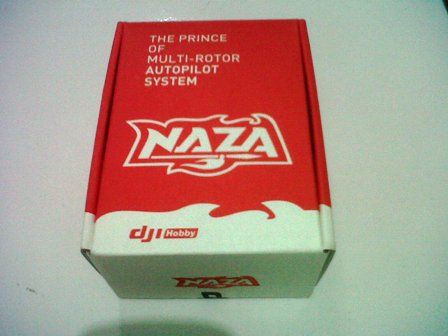 THE PRINCE
OF
MULTI-ROTOR
AUTOPILOT
SYSTEM
NAZA
dji Hobby
NAZA